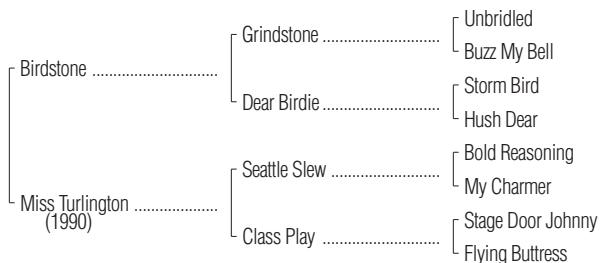 Unbridled
Grindstone ..............................
Buzz My Bell
Birdstone ................................
Storm Bird
Dear Birdie ..............................
Hush Dear
Bold Reasoning
Seattle Slew ............................
My Charmer
Miss Turlington .....................
(1990)
Stage Door Johnny
Class Play ..............................
Flying Buttress